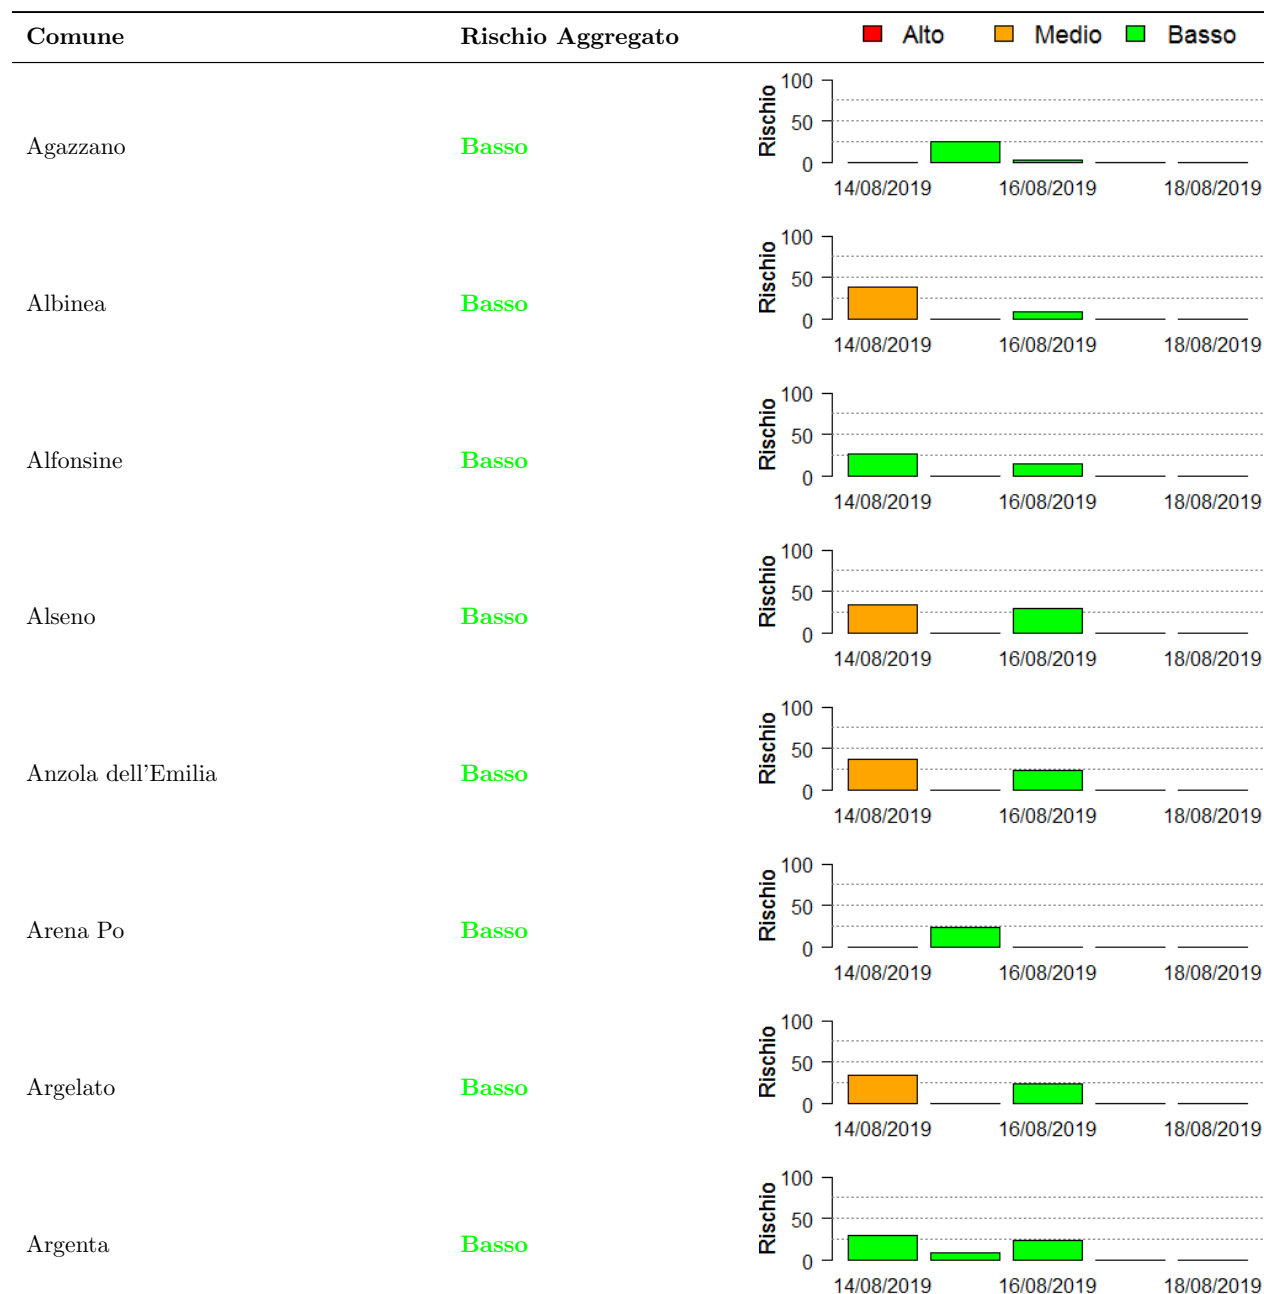 Comune Rischio Aggregato Alto Medio Basso
Agazzano Basso Rischio 100 50 0
14/08/2019 16/08/2019 18/08/2019
Albinea Basso Rischio 100 50 0
14/08/2019 16/08/2019 18/08/2019
Alfonsine Basso Rischio 100 50 0
14/08/2019 16/08/2019 18/08/2019
Alseno Basso Rischio 100 50 0
14/08/2019 16/08/2019 18/08/2019
Anzola dell'Emilia Basso Rischio 100 50 0
14/08/2019 16/08/2019 18/08/2019
Arena Po Basso Rischio 100 50 0
14/08/2019 16/08/2019 18/08/2019
Argelato Basso Rischio 100 50 0
14/08/2019 16/08/2019 18/08/2019
Argenta Basso Rischio 100 50 0
14/08/2019 16/08/2019 18/08/2019